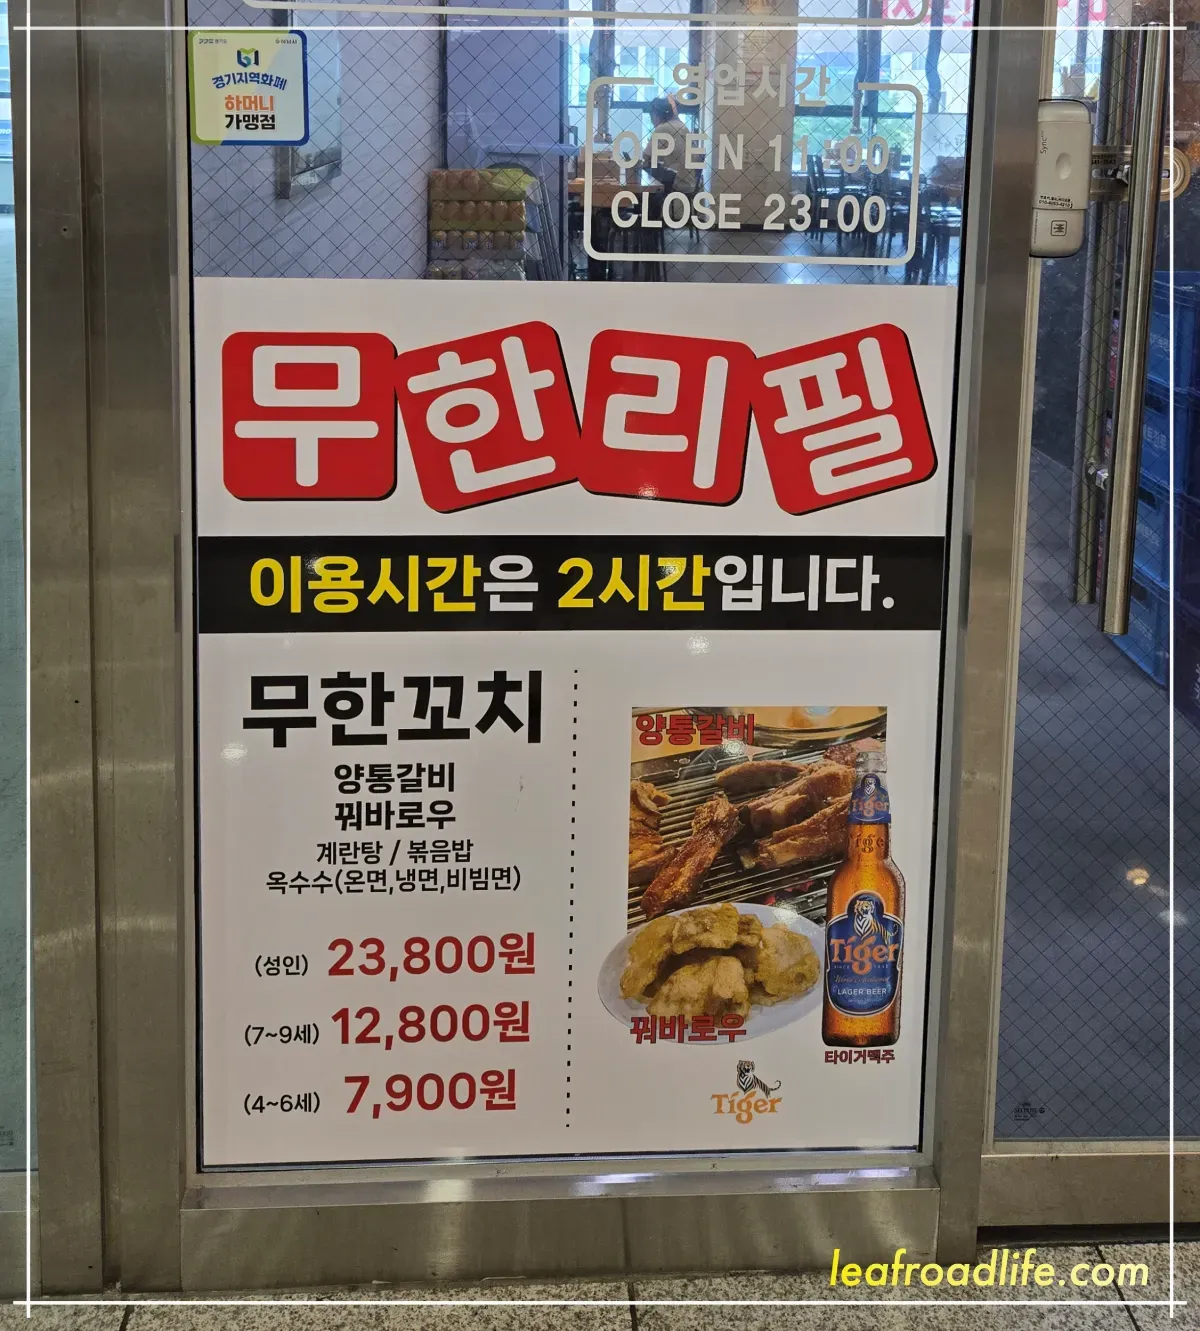 경기지역화폐
하머니
가맹점
영업시간
OPEN 11:00
CLOSE 23:00
무한리필
이용시간은 2시간입니다.
무한꼬치
양통갈비
꿔바로우
계란탕 / 볶음밥
옥수수(온면,냉면,비빔면)
(성인) 23,800원
(7~9세) 12,800원
(4~6세) 7,900원
양통갈비
Tiger
Tiger
LAGER BEER
꿔바로우
타이거맥주
Tiger
leafroadlife.com